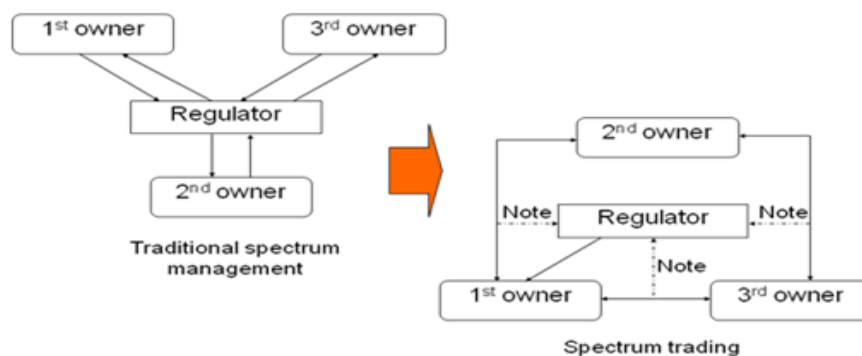 1st owner
3rd owner
Regulator
2nd owner
Traditional spectrum
management
2nd owner
Note
Regulator
Note
Note
1st owner
3rd owner
Spectrum trading